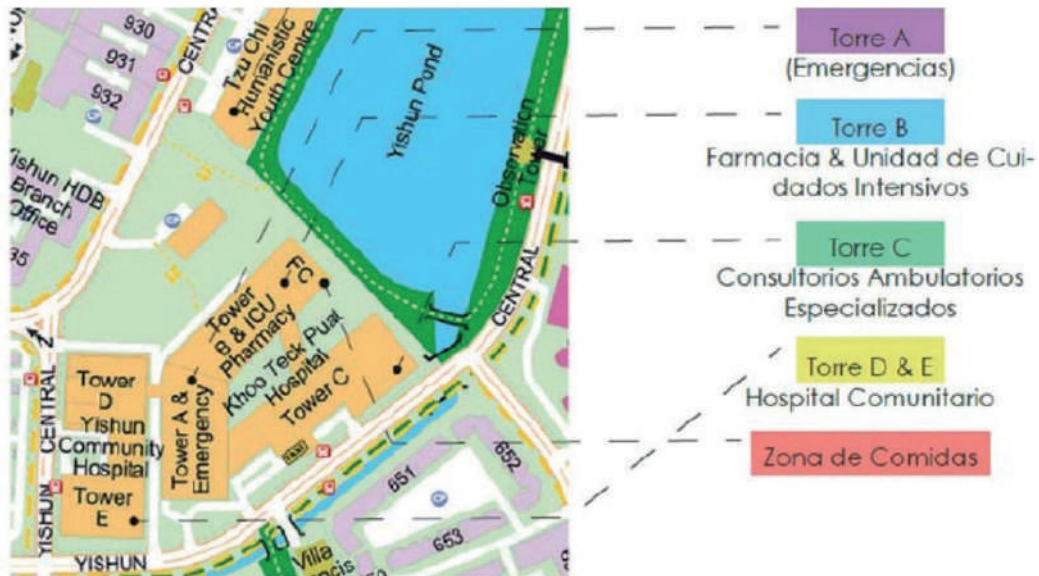 930
931
932
CENTRAL
Tzu Chi
Humanistic
Youth Centre
Yishun Pond
Observation
Tower
CENTRAL
Yishun HDB
Branch
Office
35
FC
Tower
B & ICU
Pharmacy
Khoo Teck Pual
Hospital
Tower C
Tower A &
Emergency
Tower
D
Yishun
Community
Hospital
Tower
E
YISHUN CENTRAL 2
YISHUN
TAXI
651
652
653
Villa
Torre A
(Emergencias)
Torre B
Farmacia & Unidad de Cui-
dados Intensivos
Torre C
Consultorios Ambulatorios
Especializados
Torre D & E
Hospital Comunitario
Zona de Comidas